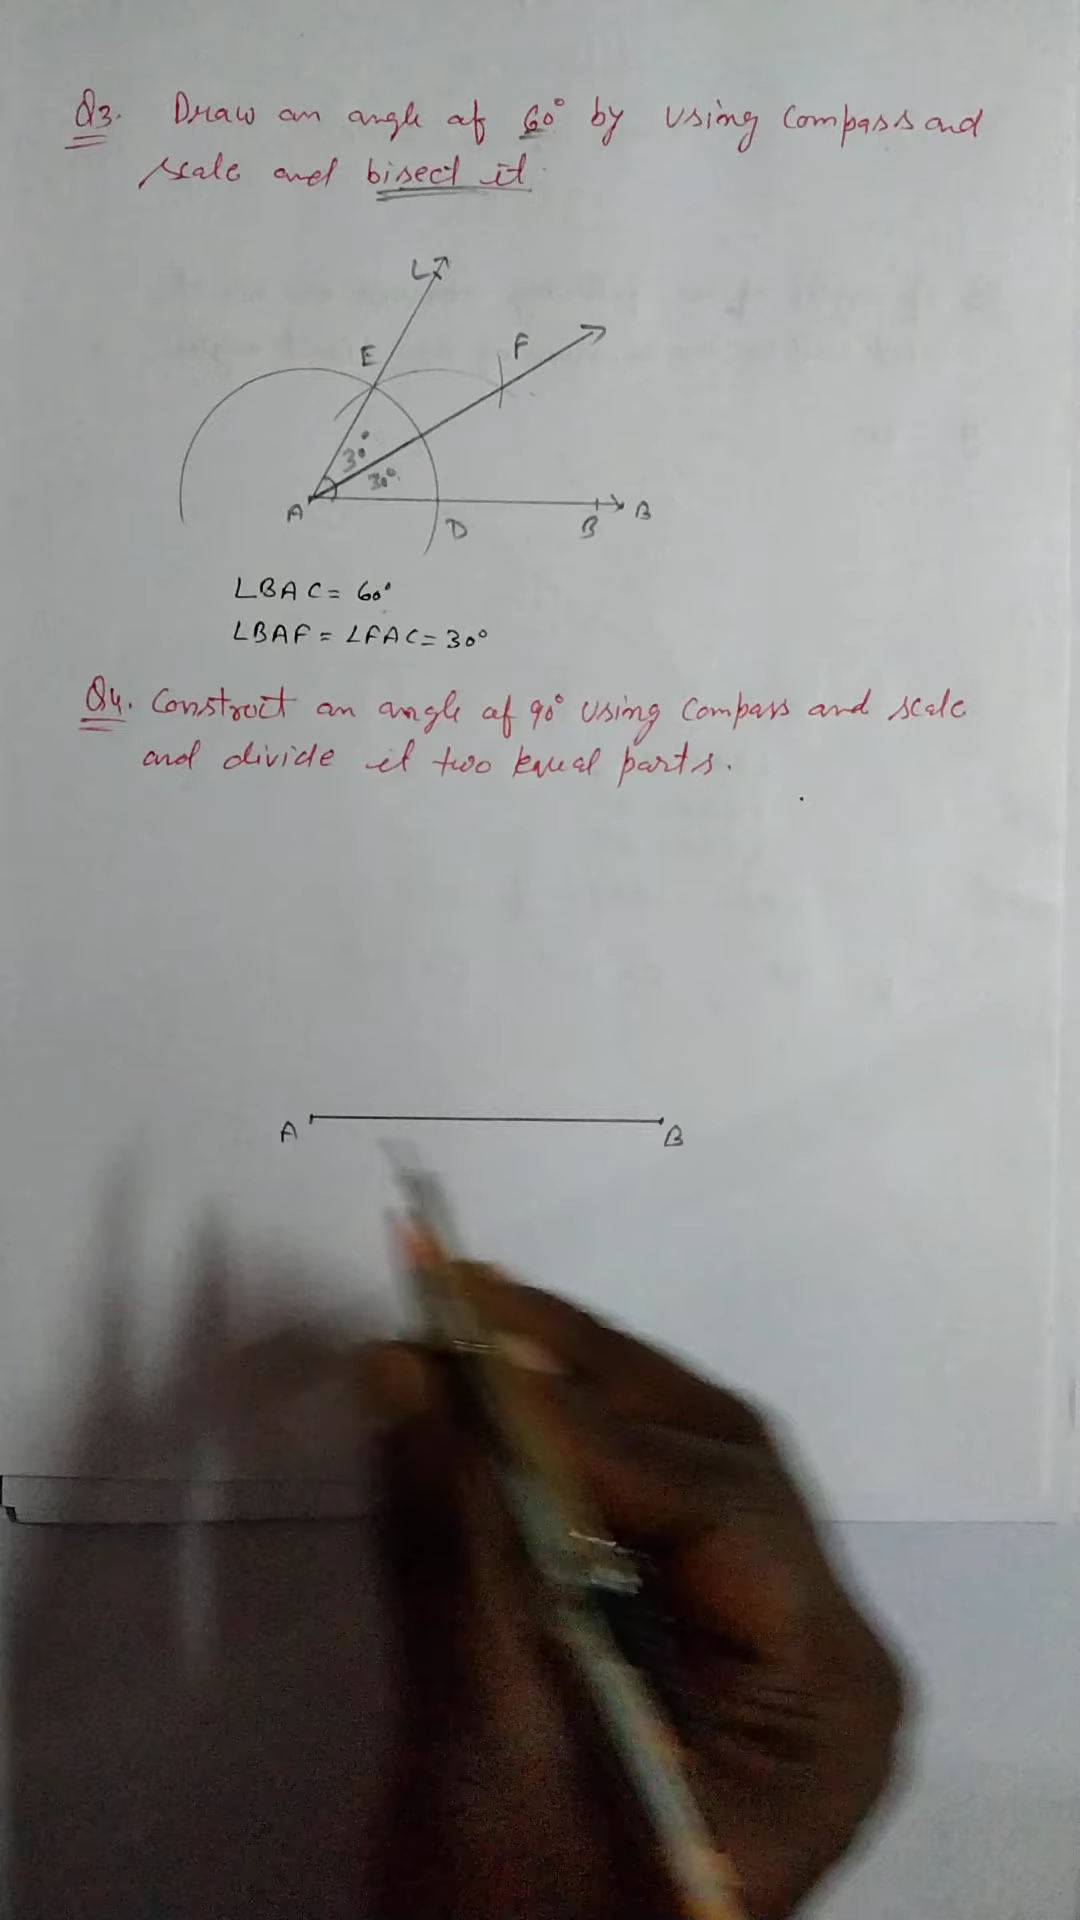 Q3. Draw an angle of 60° by using compass and
scale and bisect it.
L
E
F
30°
30°
A
D
B
B
∠BAC = 60°
∠BAF = ∠FAC = 30°
Q4. Construct an angle of 90° using compass and scale
and divide it two equal parts.
A
B